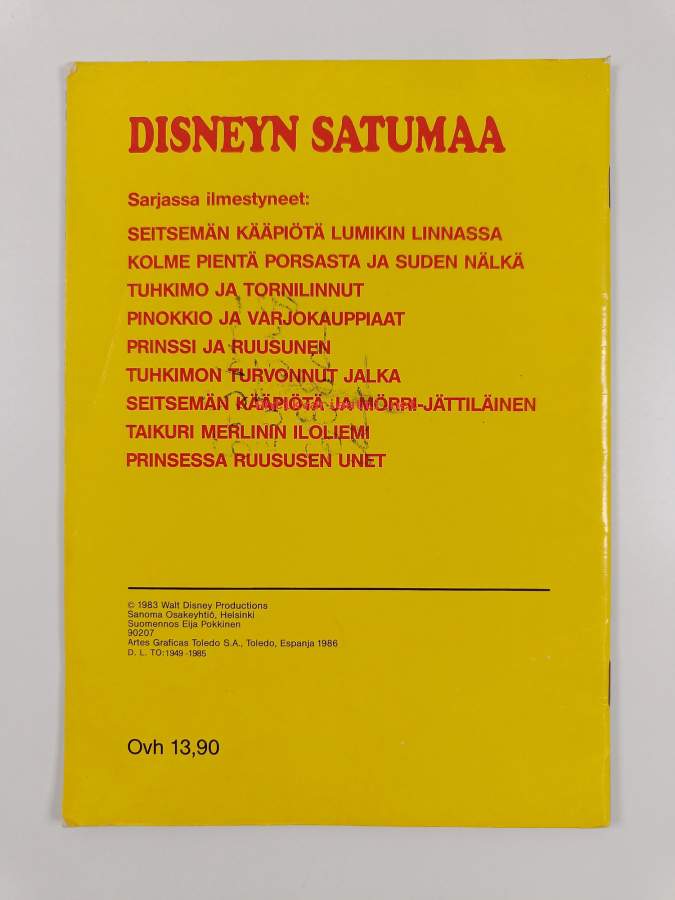 DISNEYN SATUMAA
Sarjassa ilmestyneet:
SEITSEMÄN KÄÄPIÖTÄ LUMIKIN LINNASSA
KOLME PIENTÄ PORSASTA JA SUDEN NÄLKÄ
TUHKIMO JA TORNILINNUT
PINOKKIO JA VARJOKAUPPIAAT
PRINSSI JA RUUSUNEN
TUHKIMON TURVONNUT JALKA
SEITSEMÄN KÄÄPIÖTÄ JA MÖRRI-JÄTTILÄINEN
TAIKURI MERLININ ILOLIEMI
PRINSESSA RUUSUSEN UNET
© 1983 Walt Disney Productions
Sanoma Osakeyhtiö, Helsinki
Suomennos Eija Pokkinen
90207
Artes Graficas Toledo S.A., Toledo, Espanja 1986
D. L. TO:1949-1985
Ovh 13,90